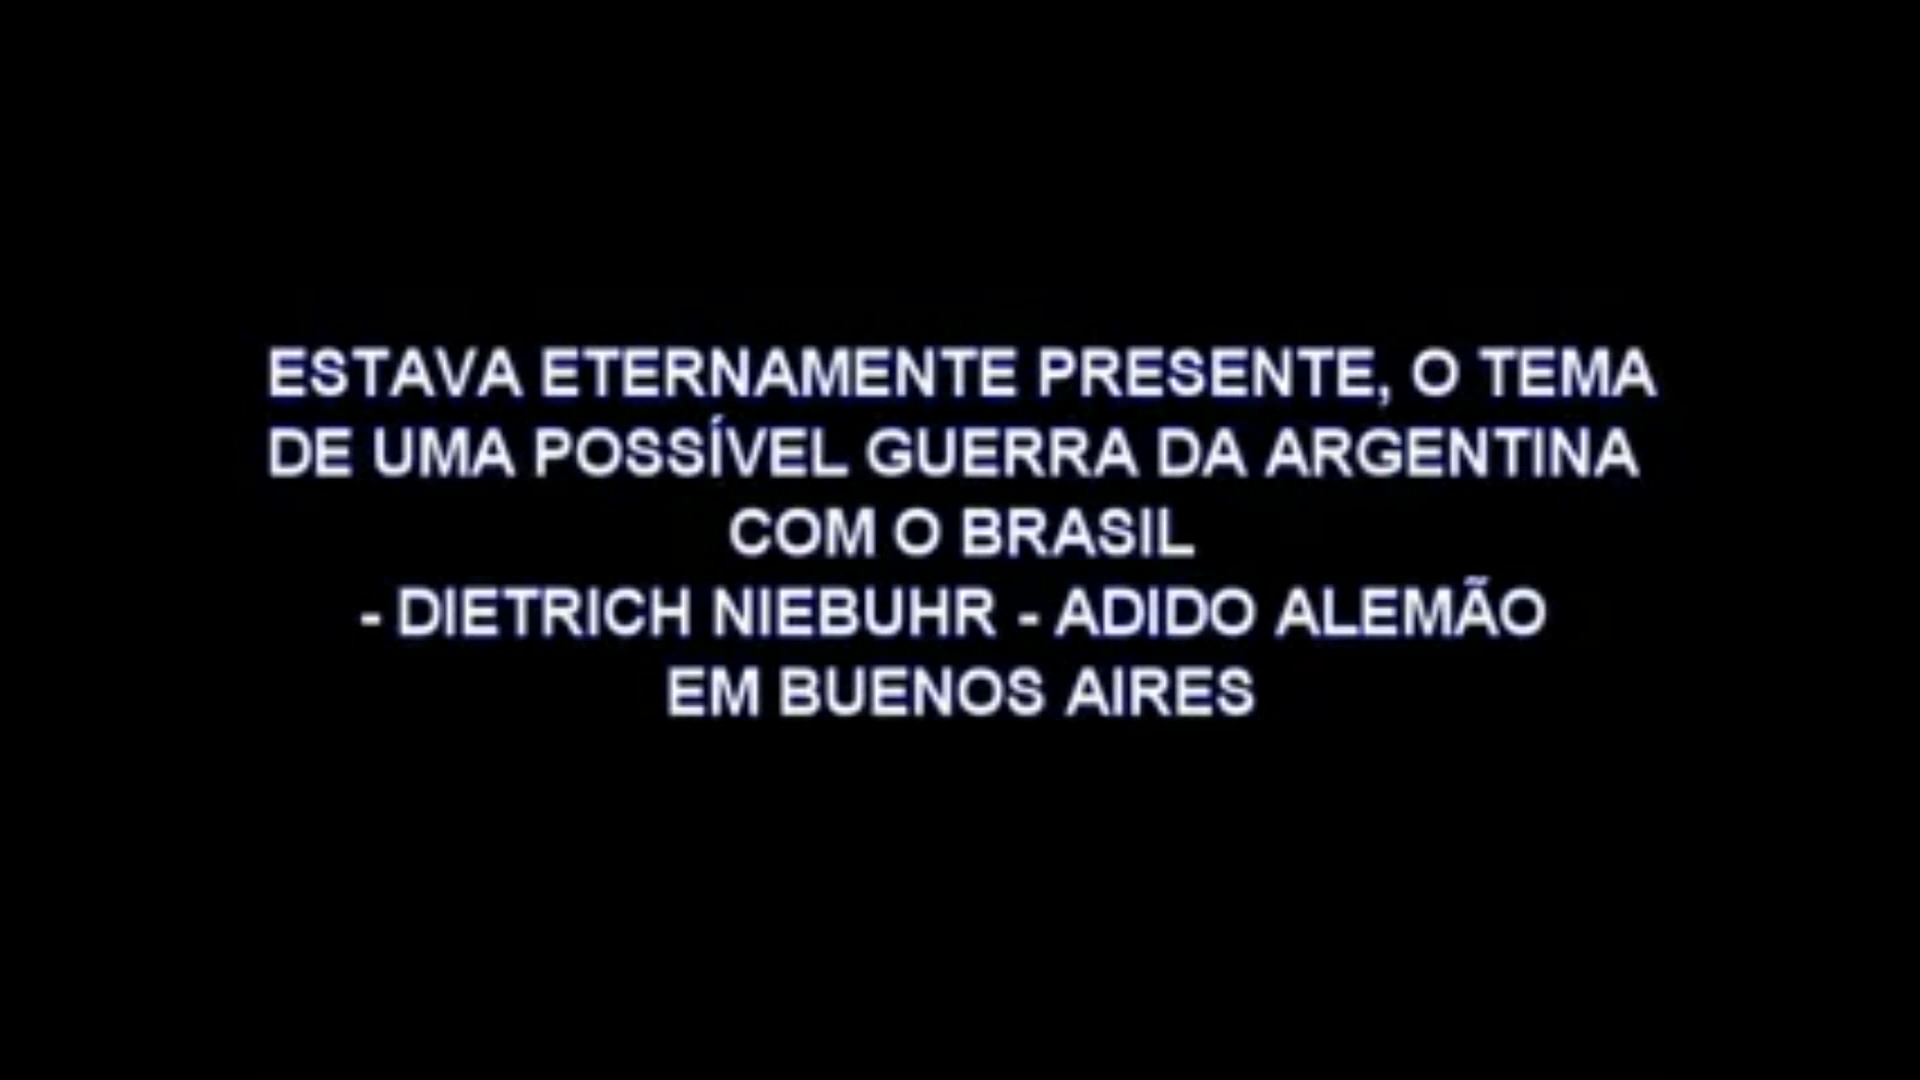 ESTAVA ETERNAMENTE PRESENTE, O TEMA
DE UMA POSSÍVEL GUERRA DA ARGENTINA
COM O BRASIL
- DIETRICH NIEBUHR - ADIDO ALEMÃO
EM BUENOS AIRES